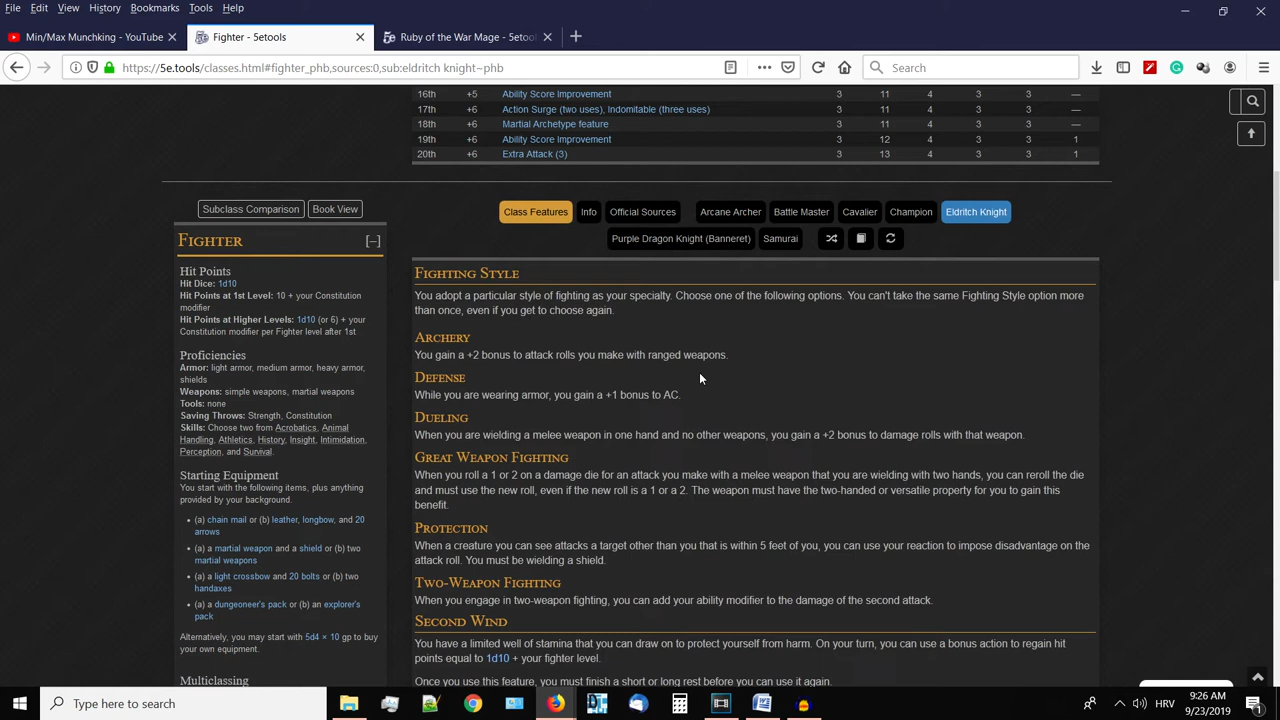 File Edit View History Bookmarks Tools Help
Min/Max Munchking - YouTube
Fighter - 5etools
Ruby of the War Mage - 5etool
https://5e.tools/classes.html#fighter_phb,sources:0,sub:eldritch knight~phb
Search
16th +5 Ability Score Improvement 3 11 4 3 3 —
17th +6 Action Surge (two uses), Indomitable (three uses) 3 11 4 3 3 —
18th +6 Martial Archetype feature 3 11 4 3 3 —
19th +6 Ability Score Improvement 3 12 4 3 3 1
20th +6 Extra Attack (3) 3 13 4 3 3 1
Subclass Comparison Book View
Fighter [–]
Hit Points
Hit Dice: 1d10
Hit Points at 1st Level: 10 + your Constitution
modifier
Hit Points at Higher Levels: 1d10 (or 6) + your
Constitution modifier per Fighter level after 1st
Proficiencies
Armor: light armor, medium armor, heavy armor,
shields
Weapons: simple weapons, martial weapons
Tools: none
Saving Throws: Strength, Constitution
Skills: Choose two from Acrobatics, Animal
Handling, Athletics, History, Insight, Intimidation,
Perception, and Survival.
Starting Equipment
You start with the following items, plus anything
provided by your background.
• (a) chain mail or (b) leather, longbow, and 20
arrows
• (a) a martial weapon and a shield or (b) two
martial weapons
• (a) a light crossbow and 20 bolts or (b) two
handaxes
• (a) a dungeoneer's pack or (b) an explorer's
pack
Alternatively, you may start with 5d4 × 10 gp to buy
your own equipment.
Multiclassing
Class Features Info Official Sources Arcane Archer Battle Master Cavalier Champion Eldritch Knight
Purple Dragon Knight (Banneret) Samurai
Fighting Style
You adopt a particular style of fighting as your specialty. Choose one of the following options. You can't take the same Fighting Style option more
than once, even if you get to choose again.
Archery
You gain a +2 bonus to attack rolls you make with ranged weapons.
Defense
While you are wearing armor, you gain a +1 bonus to AC.
Dueling
When you are wielding a melee weapon in one hand and no other weapons, you gain a +2 bonus to damage rolls with that weapon.
Great Weapon Fighting
When you roll a 1 or 2 on a damage die for an attack you make with a melee weapon that you are wielding with two hands, you can reroll the die
and must use the new roll, even if the new roll is a 1 or a 2. The weapon must have the two-handed or versatile property for you to gain this
benefit.
Protection
When a creature you can see attacks a target other than you that is within 5 feet of you, you can use your reaction to impose disadvantage on the
attack roll. You must be wielding a shield.
Two-Weapon Fighting
When you engage in two-weapon fighting, you can add your ability modifier to the damage of the second attack.
Second Wind
You have a limited well of stamina that you can draw on to protect yourself from harm. On your turn, you can use a bonus action to regain hit
points equal to 1d10 + your fighter level.
Once you use this feature, you must finish a short or long rest before you can use it again.
Type here to search
HRV
9:26 AM
9/23/2019
1